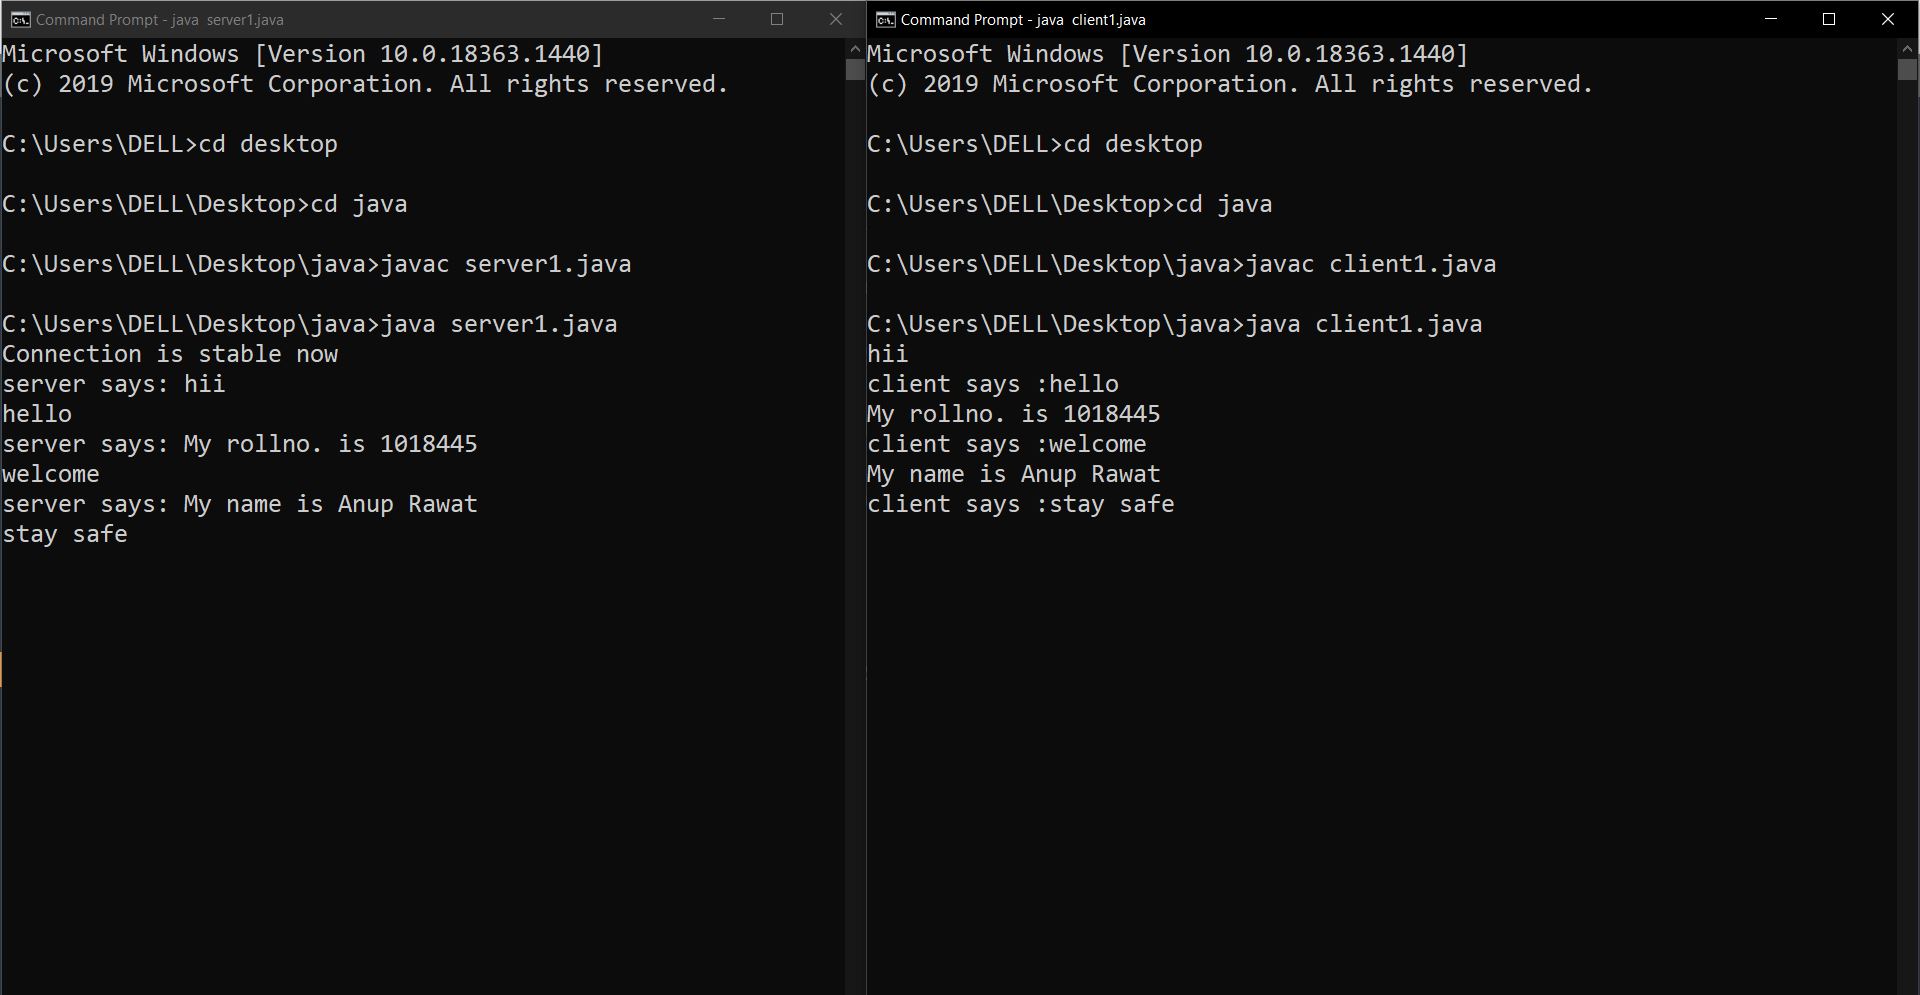 Command Prompt - java  server1.java
Microsoft Windows [Version 10.0.18363.1440]
(c) 2019 Microsoft Corporation. All rights reserved.
C:\Users\DELL>cd desktop
C:\Users\DELL\Desktop>cd java
C:\Users\DELL\Desktop\java>javac server1.java
C:\Users\DELL\Desktop\java>java server1.java
Connection is stable now
server says: hii
hello
server says: My rollno. is 1018445
welcome
server says: My name is Anup Rawat
stay safe
Command Prompt - java  client1.java
Microsoft Windows [Version 10.0.18363.1440]
(c) 2019 Microsoft Corporation. All rights reserved.
C:\Users\DELL>cd desktop
C:\Users\DELL\Desktop>cd java
C:\Users\DELL\Desktop\java>javac client1.java
C:\Users\DELL\Desktop\java>java client1.java
hii
client says :hello
My rollno. is 1018445
client says :welcome
My name is Anup Rawat
client says :stay safe